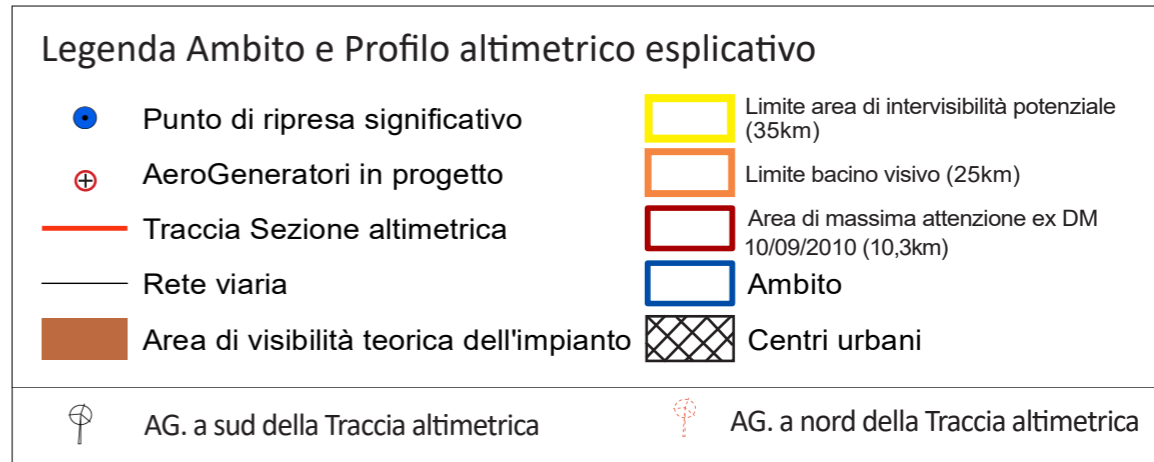 Legenda Ambito e Profilo altimetrico esplicativo
Punto di ripresa significativo
AeroGeneratori in progetto
Traccia Sezione altimetrica
Rete viaria
Area di visibilità teorica dell'impianto
Limite area di intervisibilità potenziale
(35km)
Limite bacino visivo (25km)
Area di massima attenzione ex DM
10/09/2010 (10,3km)
Ambito
Centri urbani
AG. a sud della Traccia altimetrica
AG. a nord della Traccia altimetrica